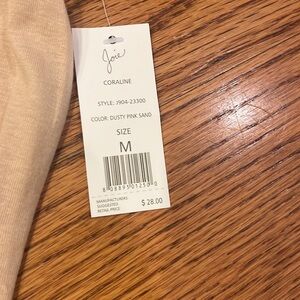 Joie
CORALINE
STYLE: J904-23300
COLOR: DUSTY PINK SAND
SIZE
M
MANUFACTURERS
SUGGESTED
RETAIL PRICE
$ 28.00